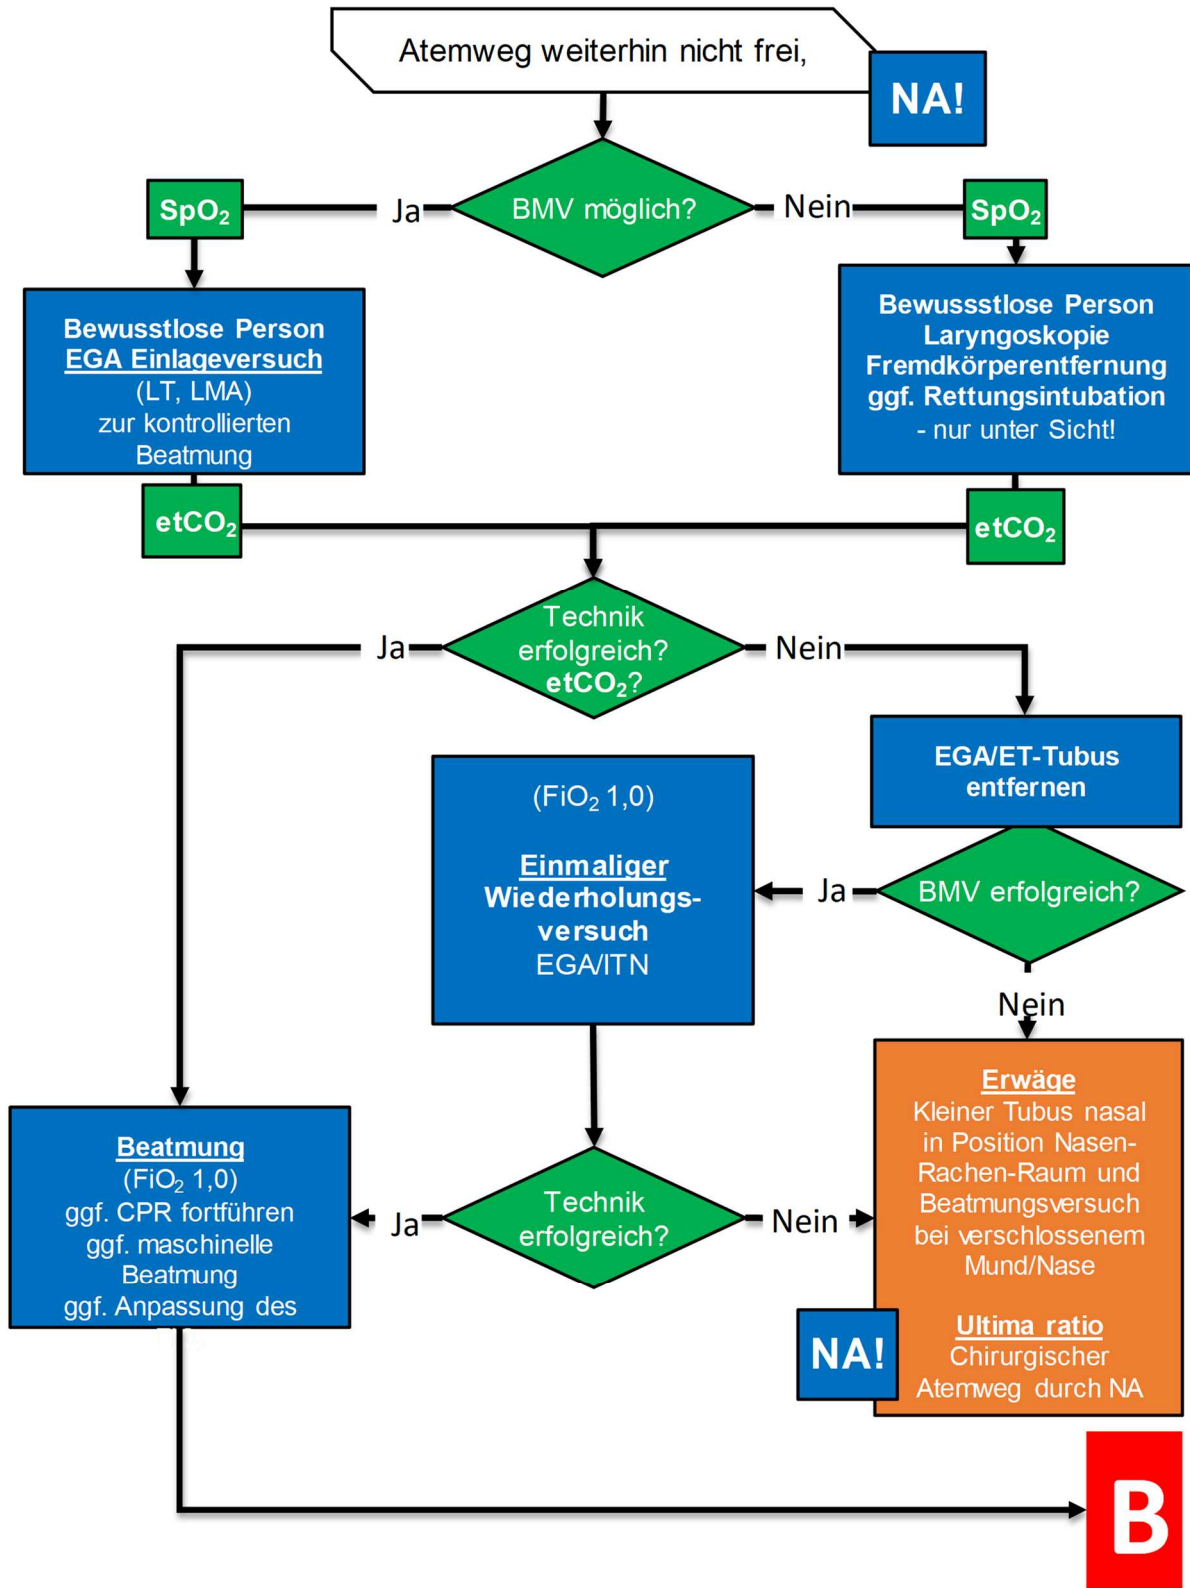 Atemweg weiterhin nicht frei,
NA!
BMV möglich?
Ja
Nein
SpO₂
SpO₂
Bewusstlose Person
EGA Einlageversuch
(LT, LMA)
zur kontrollierten
Beatmung
Bewussstlose Person
Laryngoskopie
Fremdkörperentfernung
ggf. Rettungsintubation
- nur unter Sicht!
etCO₂
etCO₂
Technik
erfolgreich?
etCO₂?
Ja
Nein
EGA/ET-Tubus
entfernen
BMV erfolgreich?
Ja
Nein
(FiO₂ 1,0)
Einmaliger
Wiederholungs-
versuch
EGA/ITN
Erwäge
Kleiner Tubus nasal
in Position Nasen-
Rachen-Raum und
Beatmungsversuch
bei verschlossenem
Mund/Nase
Ultima ratio
Chirurgischer
Atemweg durch NA
NA!
Technik
erfolgreich?
Ja
Nein
Beatmung
(FiO₂ 1,0)
ggf. CPR fortführen
ggf. maschinelle
Beatmung
ggf. Anpassung des
B